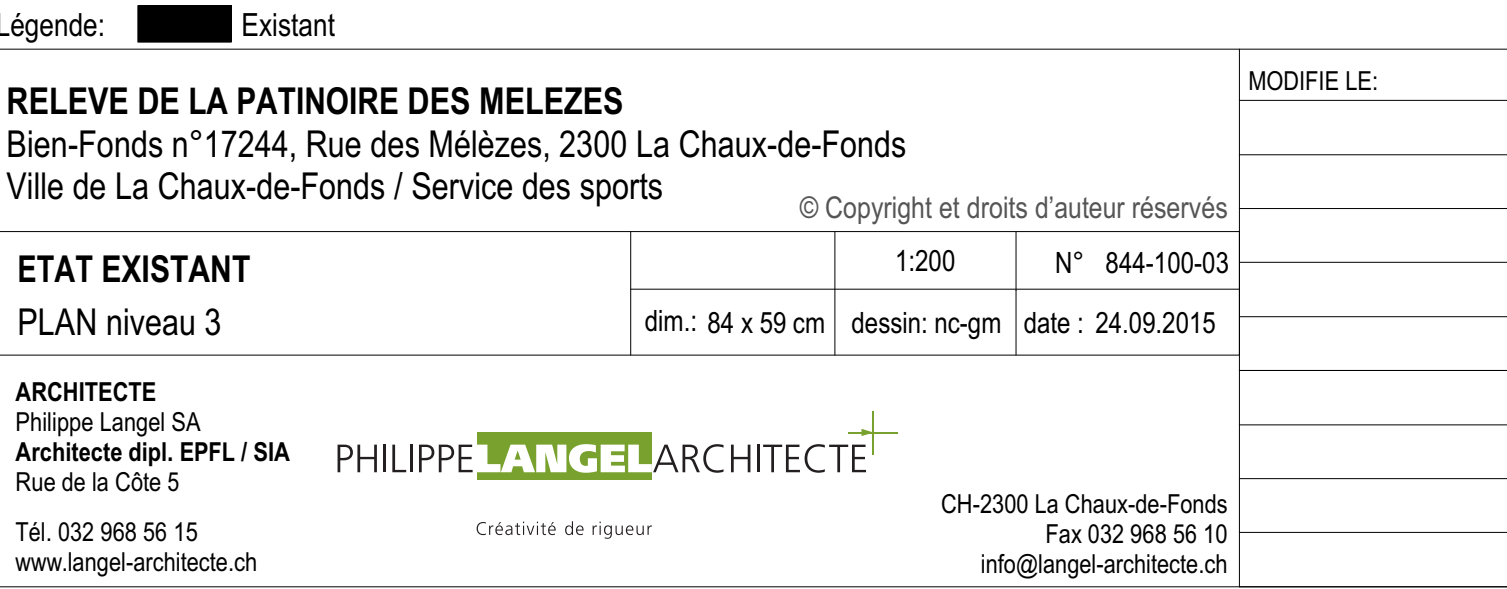 Légende: Existant
RELEVE DE LA PATINOIRE DES MELEZES
Bien-Fonds n°17244, Rue des Mélèzes, 2300 La Chaux-de-Fonds
Ville de La Chaux-de-Fonds / Service des sports
© Copyright et droits d’auteur réservés
MODIFIE LE:
ETAT EXISTANT
PLAN niveau 3
1:200
N° 844-100-03
dim.: 84 x 59 cm
dessin: nc-gm
date : 24.09.2015
ARCHITECTE
Philippe Langel SA
Architecte dipl. EPFL / SIA
Rue de la Côte 5
Tél. 032 968 56 15
www.langel-architecte.ch
PHILIPPELANGELARCHITECTE
Créativité de rigueur
CH-2300 La Chaux-de-Fonds
Fax 032 968 56 10
info@langel-architecte.ch